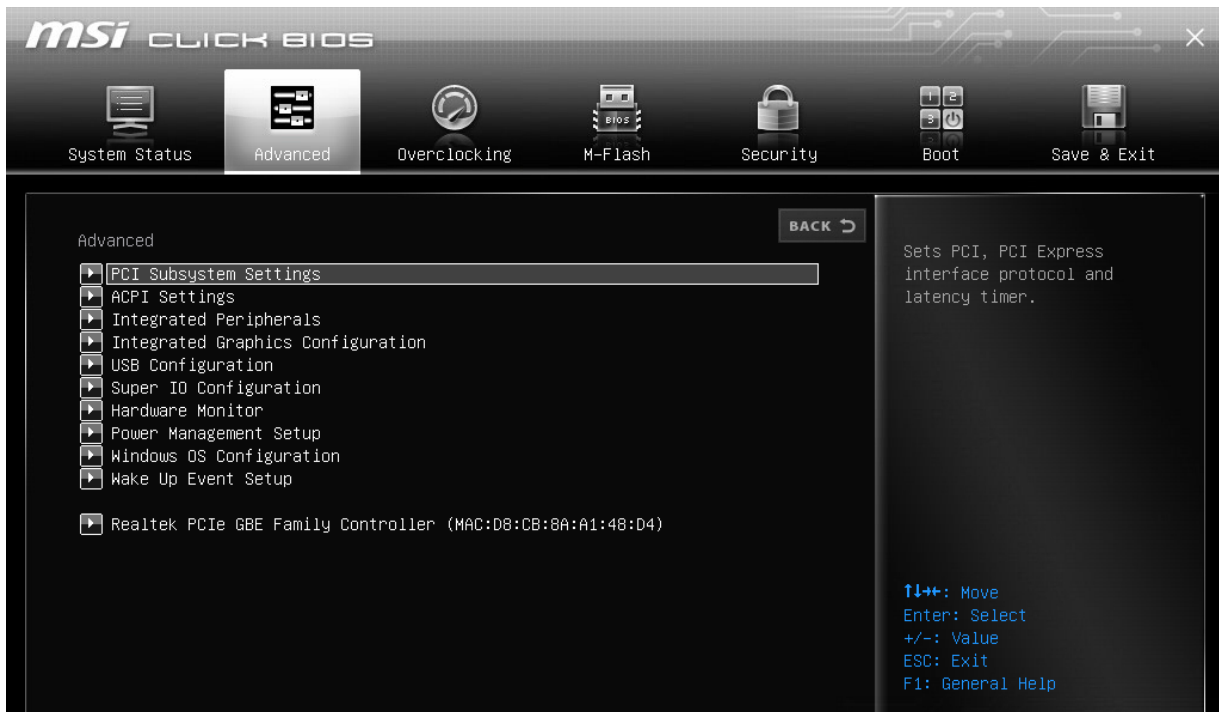 msi CLICK BIOS
System Status
Advanced
Overclocking
BIOS
M-Flash
Security
1 2
3
Boot
Save & Exit
BACK
Advanced
PCI Subsystem Settings
ACPI Settings
Integrated Peripherals
Integrated Graphics Configuration
USB Configuration
Super IO Configuration
Hardware Monitor
Power Management Setup
Windows OS Configuration
Wake Up Event Setup
Realtek PCIe GBE Family Controller (MAC:D8:CB:8A:A1:48:D4)
Sets PCI, PCI Express
interface protocol and
latency timer.
↑↓→←: Move
Enter: Select
+/-: Value
ESC: Exit
F1: General Help